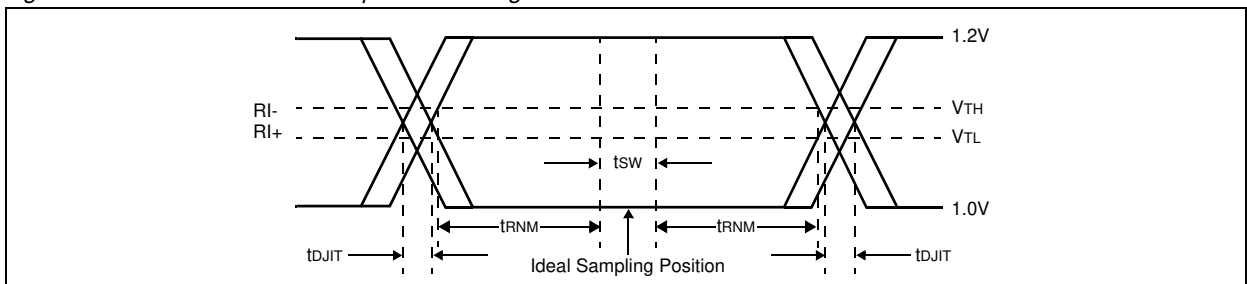 1.2V
RI-
VTH
RI+
VTL
tSW
1.0V
tRNM
tRNM
tDJIT
tDJIT
Ideal Sampling Position